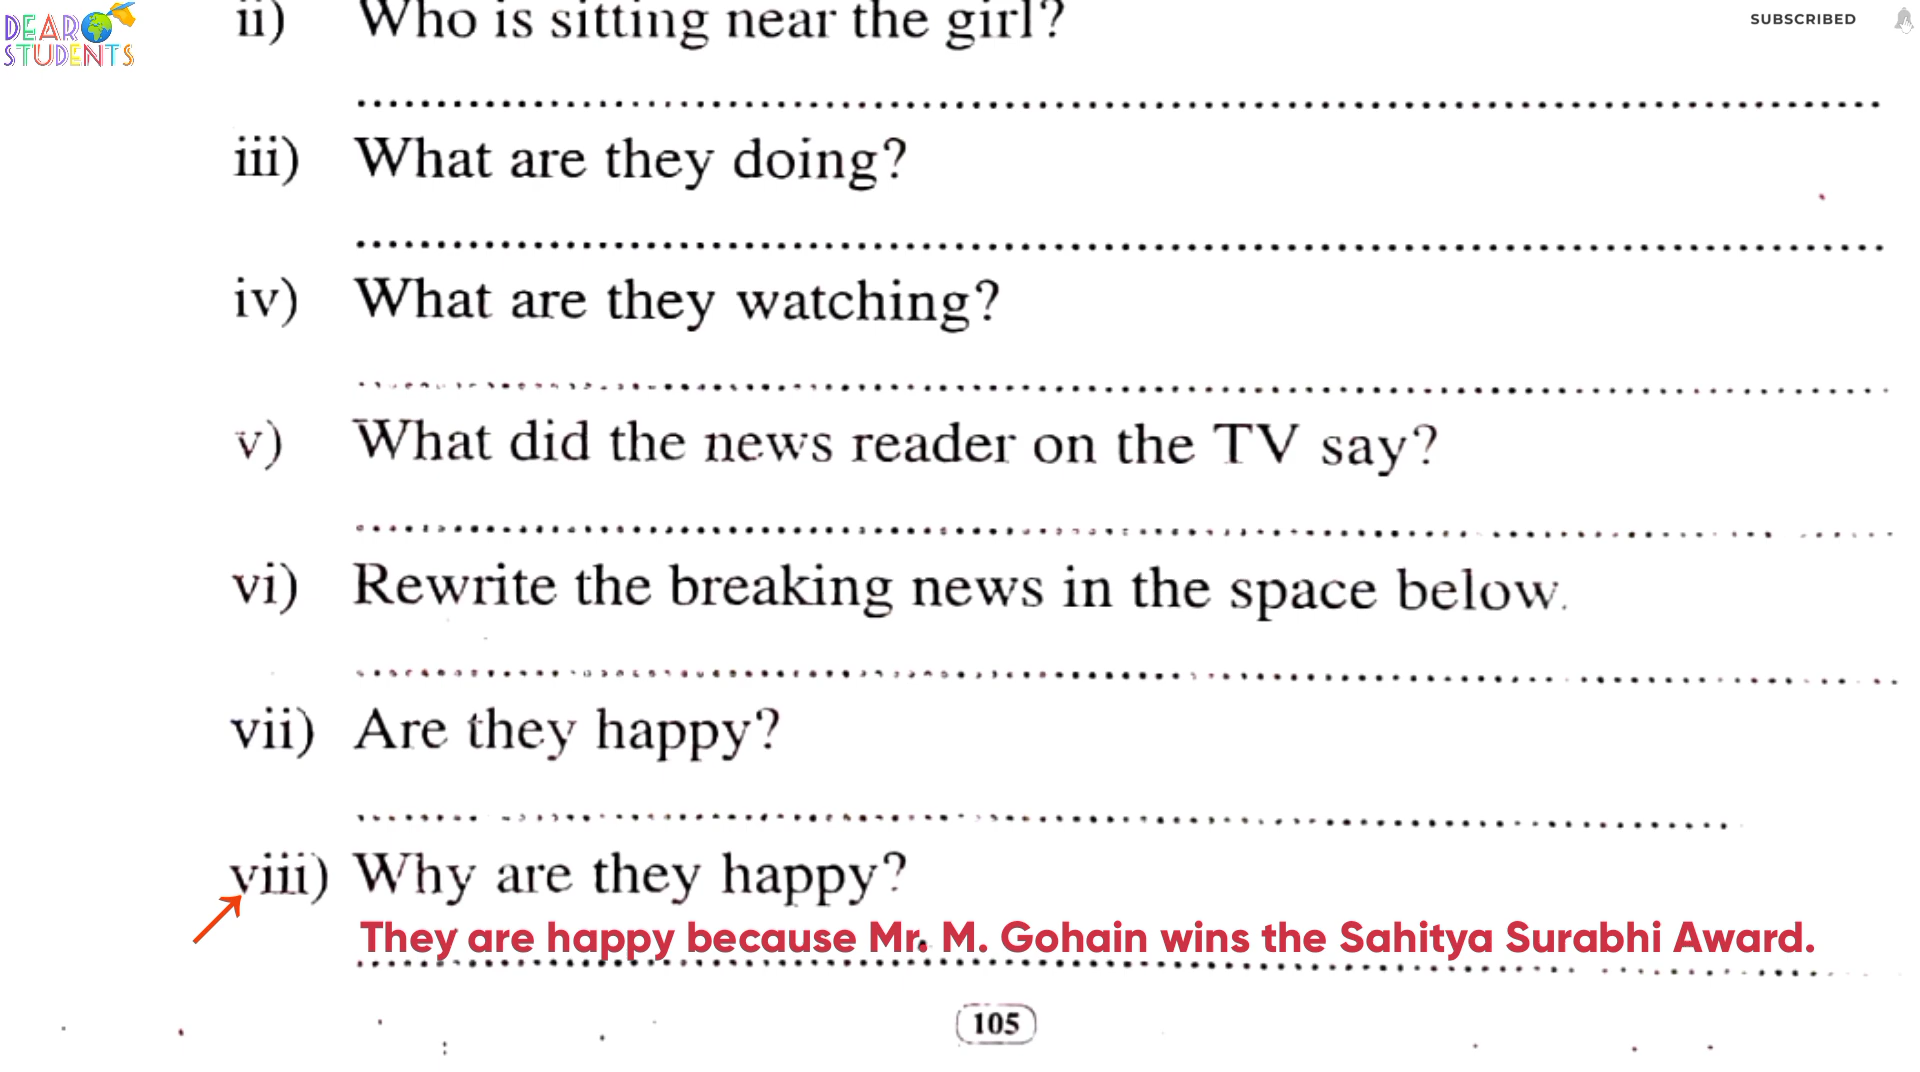 DEAR STUDENTS
SUBSCRIBED
ii) Who is sitting near the girl?
iii) What are they doing?
iv) What are they watching?
v) What did the news reader on the TV say?
vi) Rewrite the breaking news in the space below.
vii) Are they happy?
viii) Why are they happy?
They are happy because Mr. M. Gohain wins the Sahitya Surabhi Award.
105